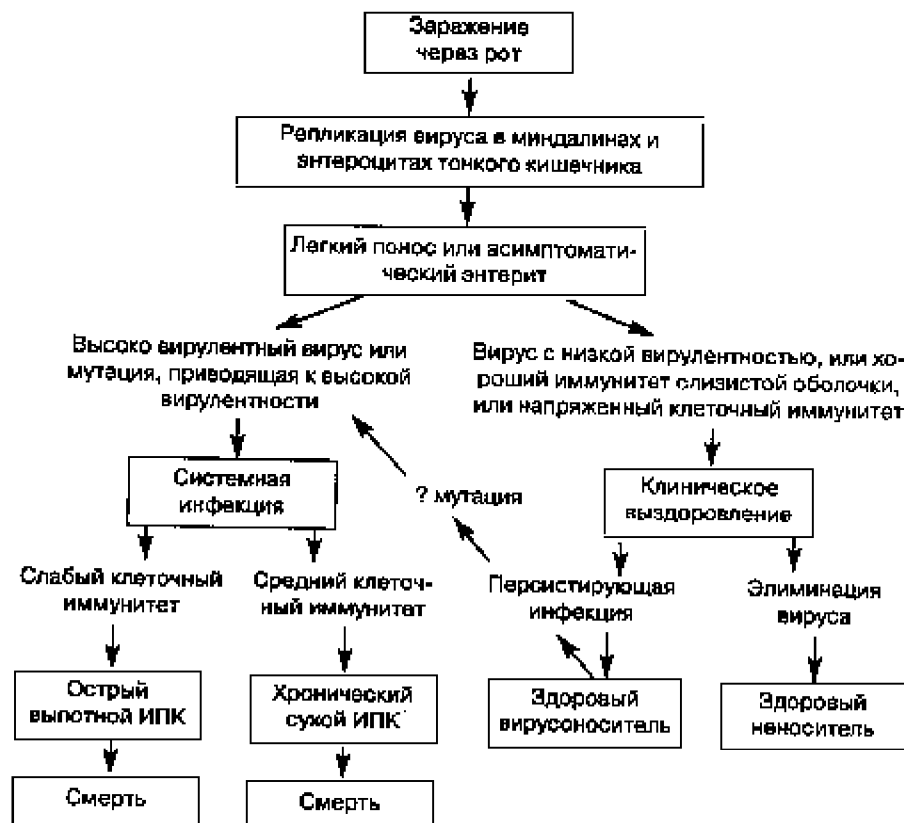 Заражение
через рот
Репликация вируса в миндалинах и
энтероцитах тонкого кишечника
Легкий понос или асимптомати-
ческий энтерит
Высоко вирулентный вирус или
мутация, приводящая к высокой
вирулентности
Вирус с низкой вирулентностью, или хо-
роший иммунитет слизистой оболочки,
или напряженный клеточный иммунитет
Системная
инфекция
? мутация
Клиническое
выздоровление
Слабый клеточный
иммунитет
Средний клеточ-
ный иммунитет
Персистирующая
инфекция
Элиминация
вируса
Острый
выпотной ИПК
Хронический
сухой ИПК
Здоровый
вирусоноситель
Здоровый
неноситель
Смерть
Смерть